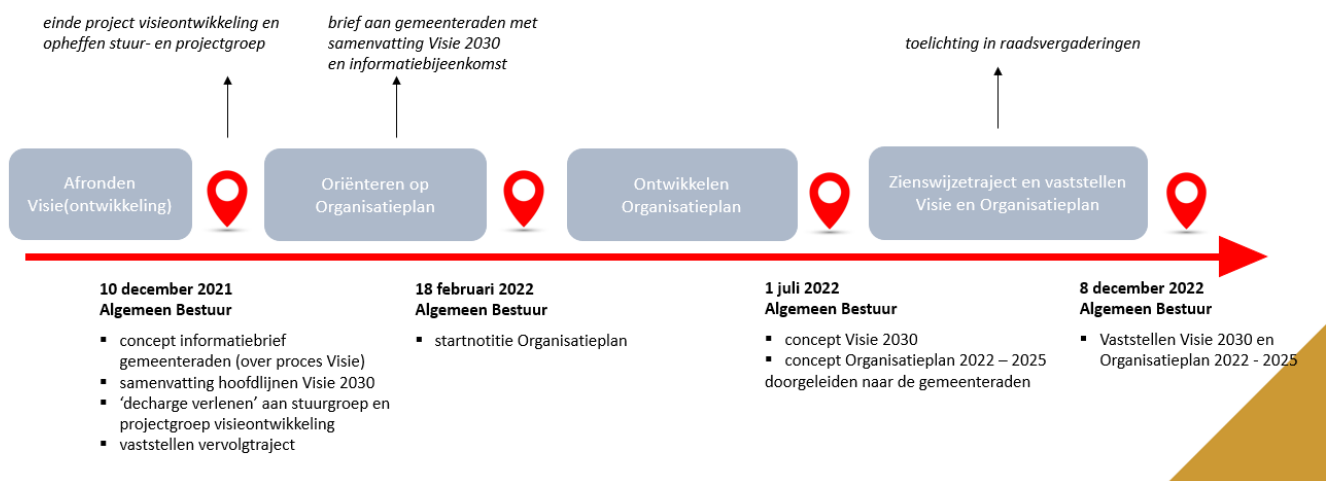 einde project visieontwikkeling en
opheffen stuur- en projectgroep
brief aan gemeenteraden met
samenvatting Visie 2030
en informatiebijeenkomst
toelichting in raadsvergaderingen
Afronden
Visie(ontwikkeling)
Oriënteren op
Organisatieplan
Ontwikkelen
Organisatieplan
Zienswijzetraject en vaststellen
Visie en Organisatieplan
10 december 2021
Algemeen Bestuur
▪ concept informatiebrief
gemeenteraden (over proces Visie)
▪ samenvatting hoofdlijnen Visie 2030
▪ ‘decharge verlenen’ aan stuurgroep en
projectgroep visieontwikkeling
▪ vaststellen vervolgtraject
18 februari 2022
Algemeen Bestuur
▪ startnotitie Organisatieplan
1 juli 2022
Algemeen Bestuur
▪ concept Visie 2030
▪ concept Organisatieplan 2022 – 2025
doorgeleiden naar de gemeenteraden
8 december 2022
Algemeen Bestuur
▪ Vaststellen Visie 2030 en
Organisatieplan 2022 - 2025